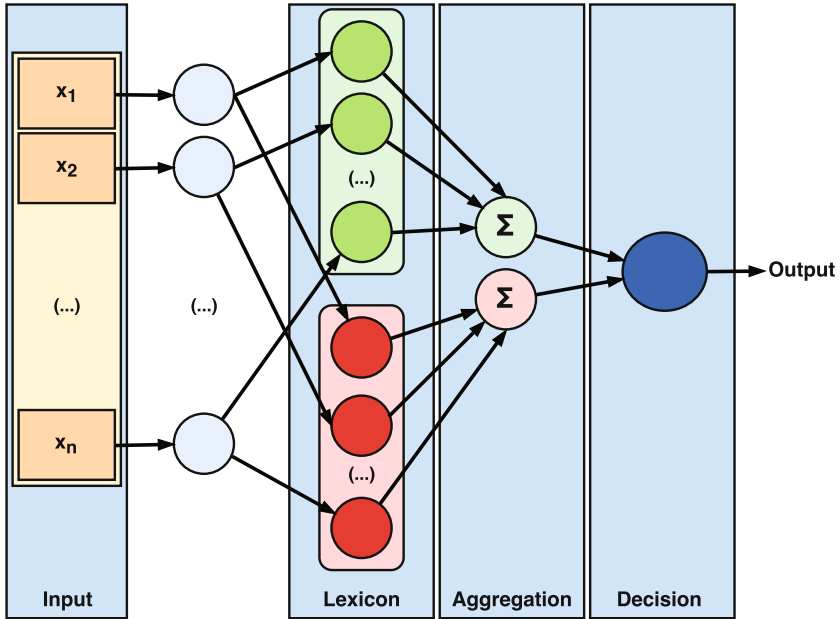 x1
x2
(...)
xn
(...)
(...)
(...)
Σ
Σ
Output
Input
Lexicon
Aggregation
Decision